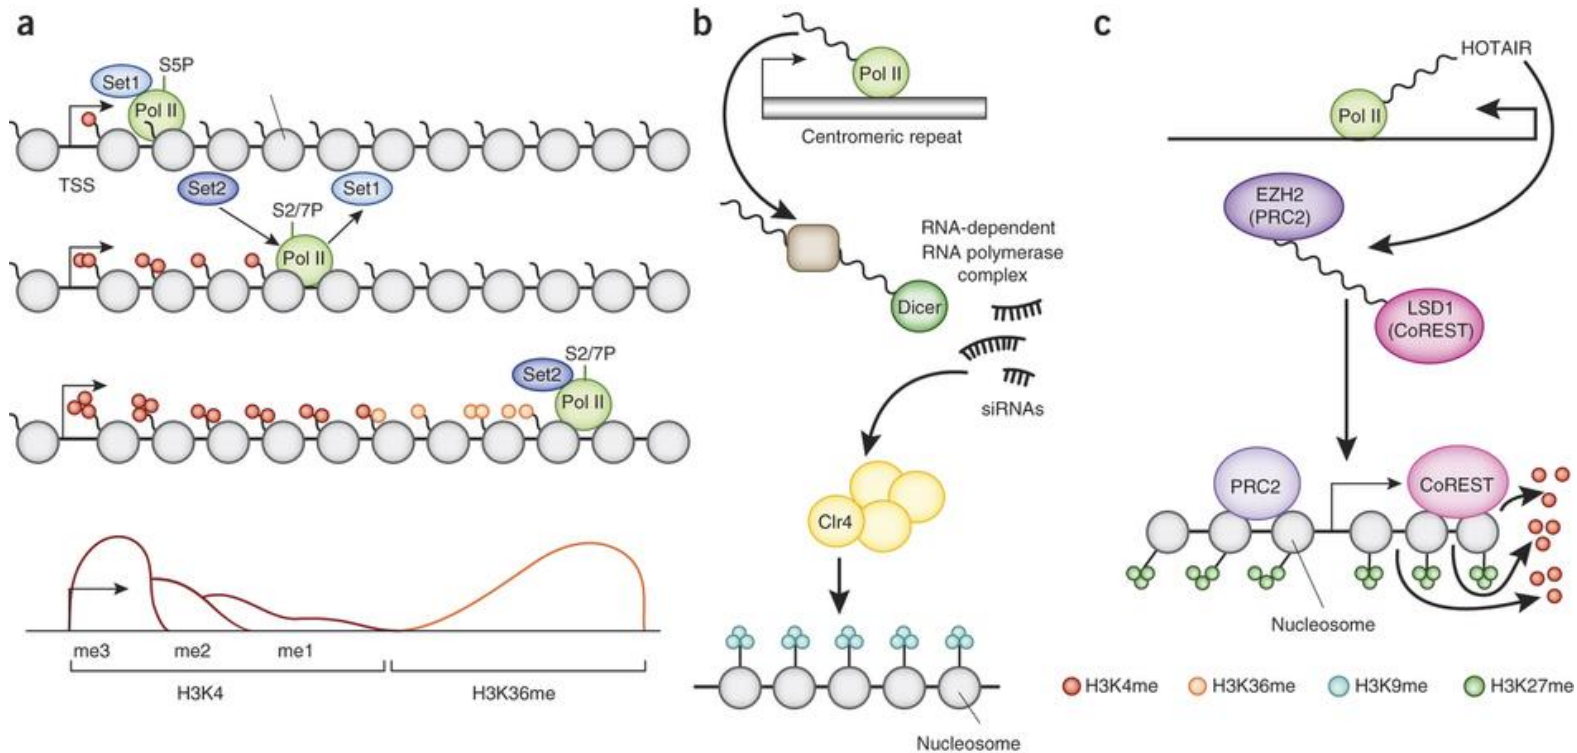 a
S5P
Set1
Pol II
TSS
Set2
Set1
S2/7P
Pol II
S2/7P
Set2
Pol II
me3
me2
me1
H3K4
H3K36me
b
Pol II
Centromeric repeat
RNA-dependent
RNA polymerase
complex
Dicer
siRNAs
Clr4
Nucleosome
c
HOTAIR
Pol II
EZH2
(PRC2)
LSD1
(CoREST)
PRC2
CoREST
Nucleosome
H3K4me
H3K36me
H3K9me
H3K27me